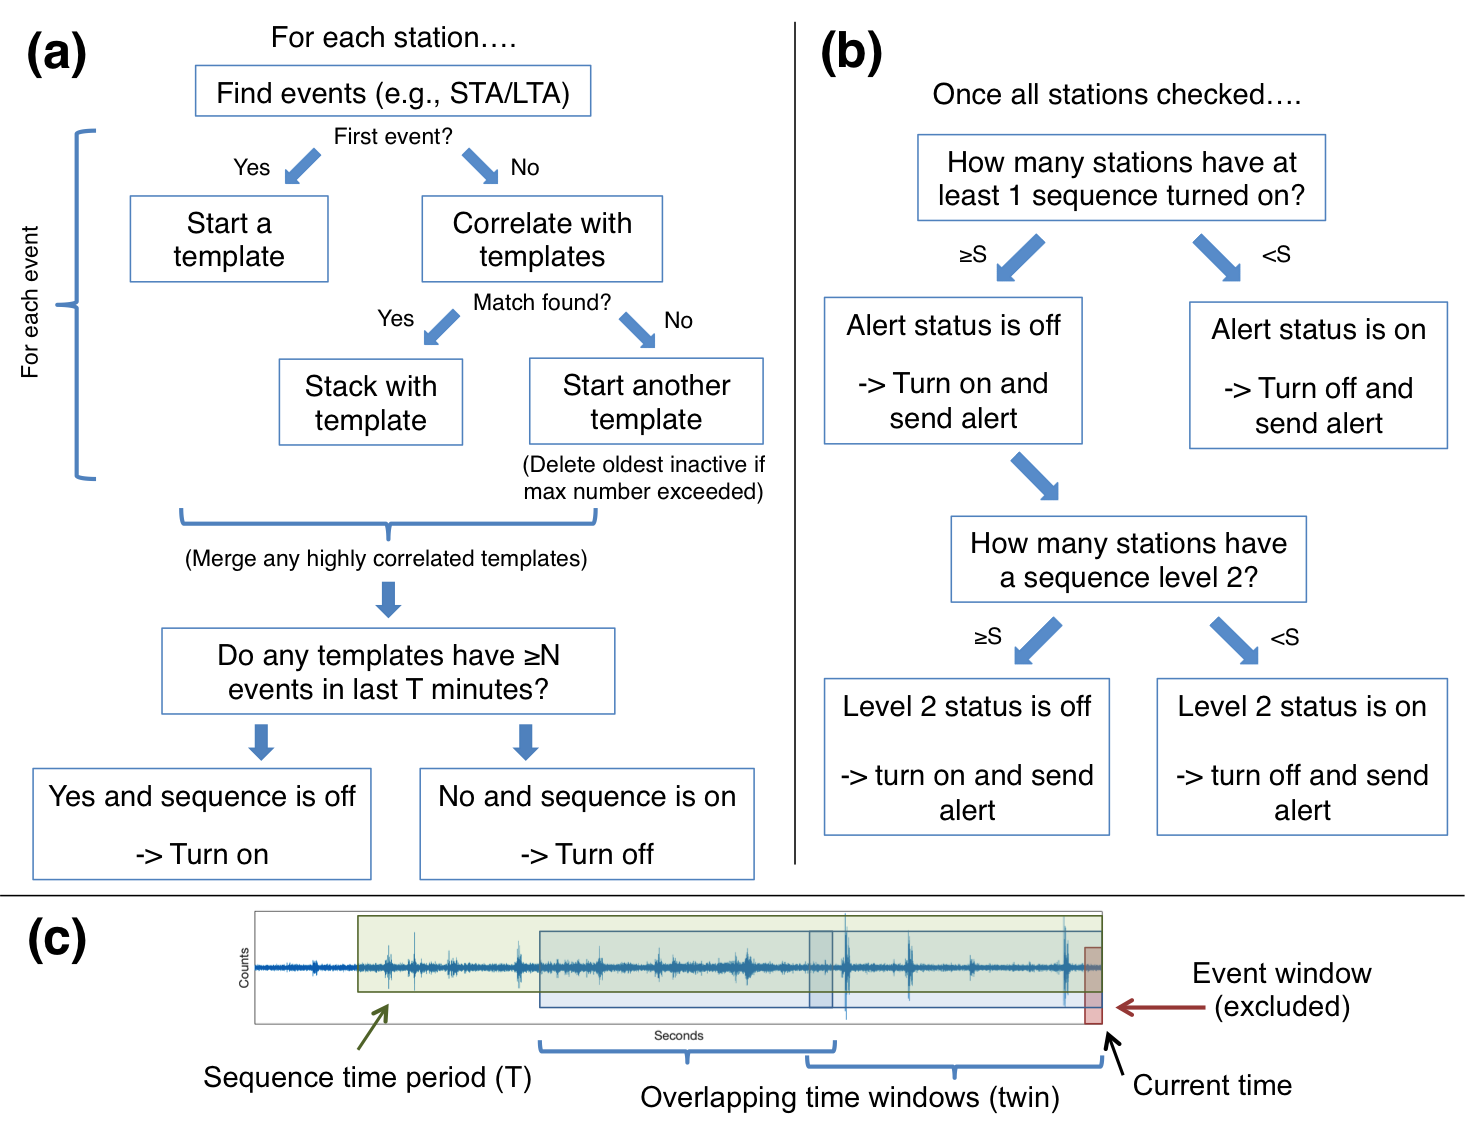 (a)
For each station….
Find events (e.g., STA/LTA)
First event?
Yes
No
Start a
template
Correlate with
templates
Match found?
Yes
No
Stack with
template
Start another
template
(Delete oldest inactive if
max number exceeded)
For each event
(Merge any highly correlated templates)
Do any templates have ≥N
events in last T minutes?
Yes and sequence is off
-> Turn on
No and sequence is on
-> Turn off
(b)
Once all stations checked….
How many stations have at
least 1 sequence turned on?
≥S
<S
Alert status is off
-> Turn on and
send alert
Alert status is on
-> Turn off and
send alert
How many stations have
a sequence level 2?
≥S
<S
Level 2 status is off
-> turn on and send
alert
Level 2 status is on
-> turn off and send
alert
(c)
Counts
Seconds
Event window
(excluded)
Sequence time period (T)
Overlapping time windows (twin)
Current time